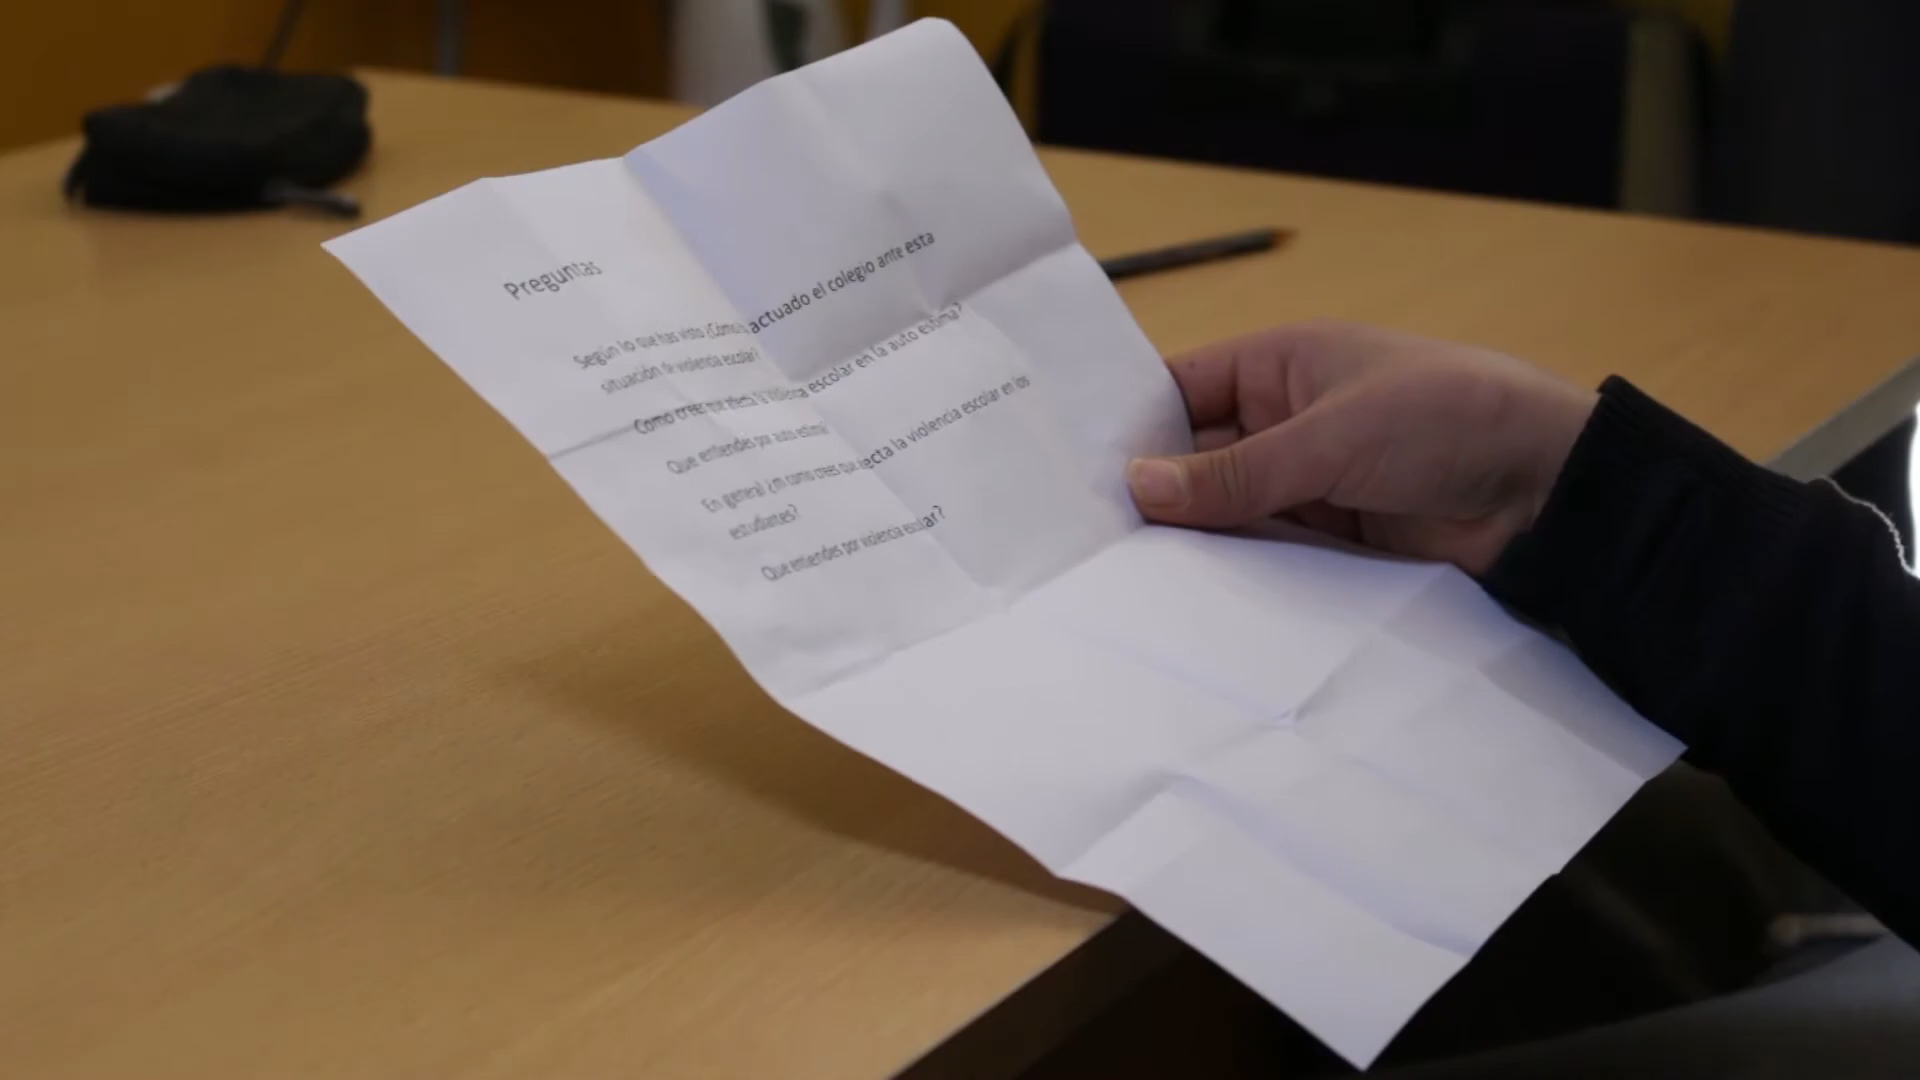 Preguntas
Según lo que has visto ¿Cómo ha actuado el colegio ante esta
situación de violencia escolar?
Como crees que afecta la violencia escolar en la auto estima?
Que entiendes por auto estima?
En general ¿m como crees que afecta la violencia escolar en los
estudiantes?
Que entiendes por violencia escolar?